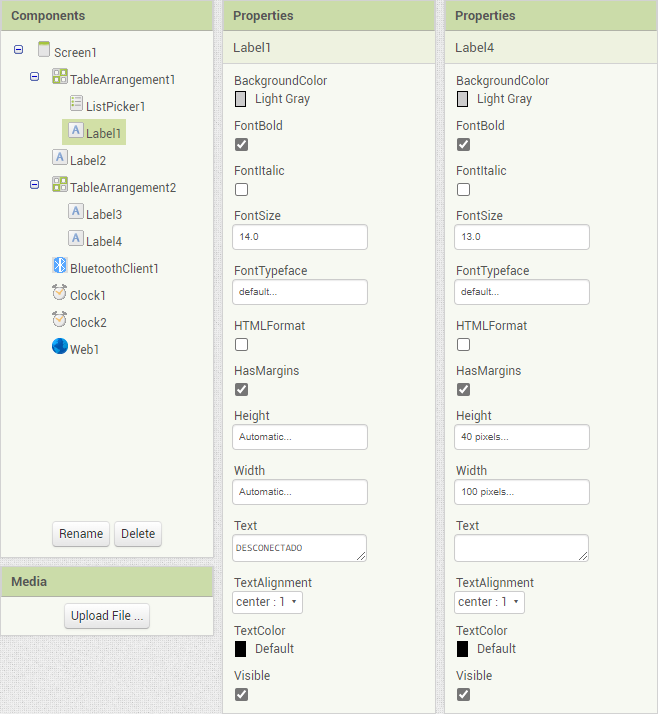 Components
Screen1
TableArrangement1
ListPicker1
Label1
Label2
TableArrangement2
Label3
Label4
BluetoothClient1
Clock1
Clock2
Web1
Rename
Delete
Media
Upload File ...
Properties
Label1
BackgroundColor
Light Gray
FontBold
FontItalic
FontSize
14.0
FontTypeface
default...
HTMLFormat
HasMargins
Height
Automatic...
Width
Automatic...
Text
DESCONECTADO
TextAlignment
center : 1
TextColor
Default
Visible
Properties
Label4
BackgroundColor
Light Gray
FontBold
FontItalic
FontSize
13.0
FontTypeface
default...
HTMLFormat
HasMargins
Height
40 pixels...
Width
100 pixels...
Text
TextAlignment
center : 1
TextColor
Default
Visible